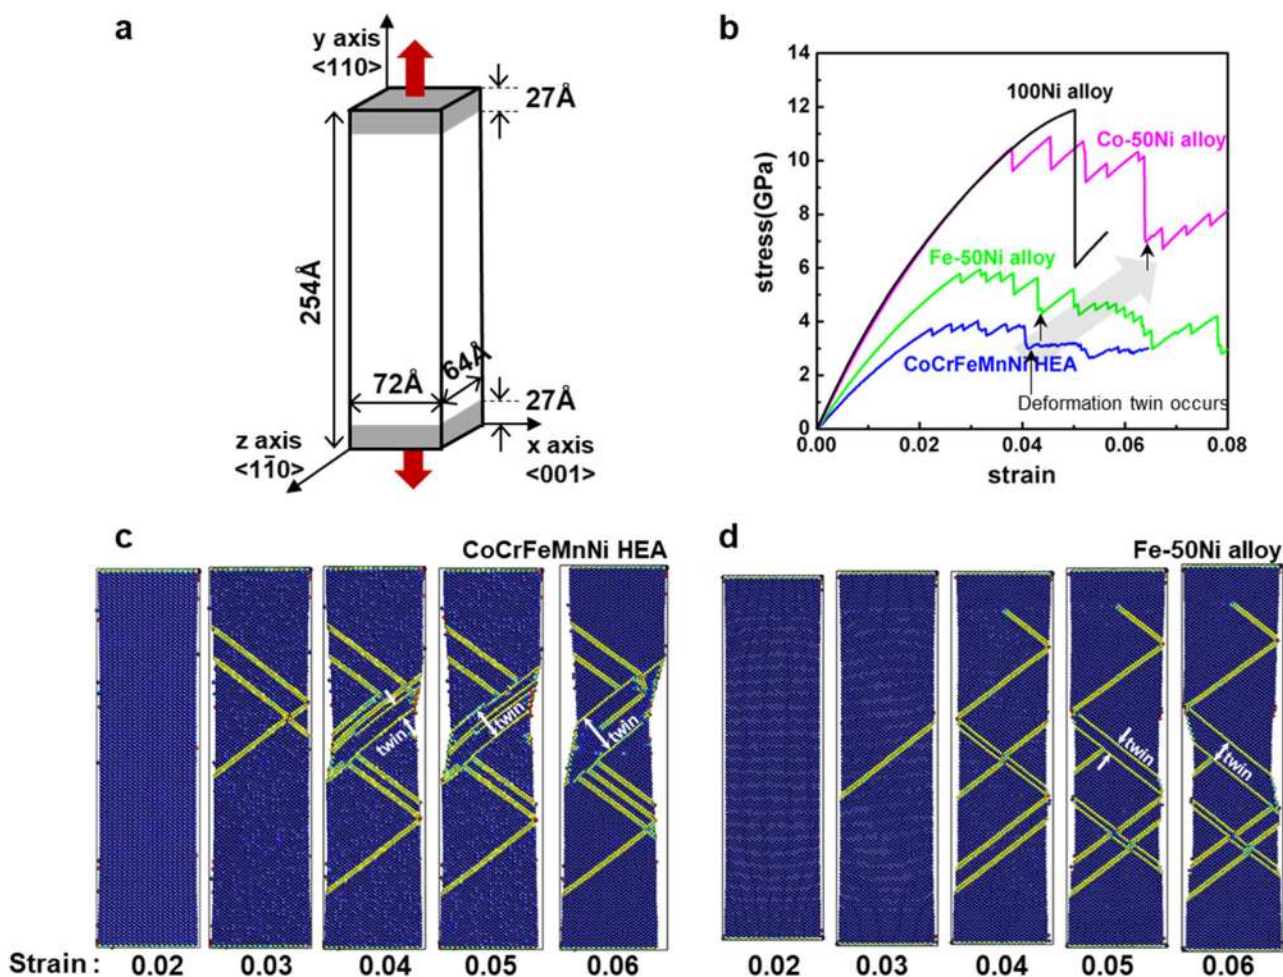 a
y axis
<110>
27Å
254Å
72Å
64Å
27Å
z axis
<11̄0>
x axis
<001>
b
14
12
10
8
6
4
2
0
stress(GPa)
100Ni alloy
Co-50Ni alloy
Fe-50Ni alloy
CoCrFeMnNi HEA
Deformation twin occurs
0.00 0.02 0.04 0.06 0.08
strain
c
CoCrFeMnNi HEA
twin
twin
twin
d
Fe-50Ni alloy
twin
twin
Strain : 0.02 0.03 0.04 0.05 0.06 0.02 0.03 0.04 0.05 0.06